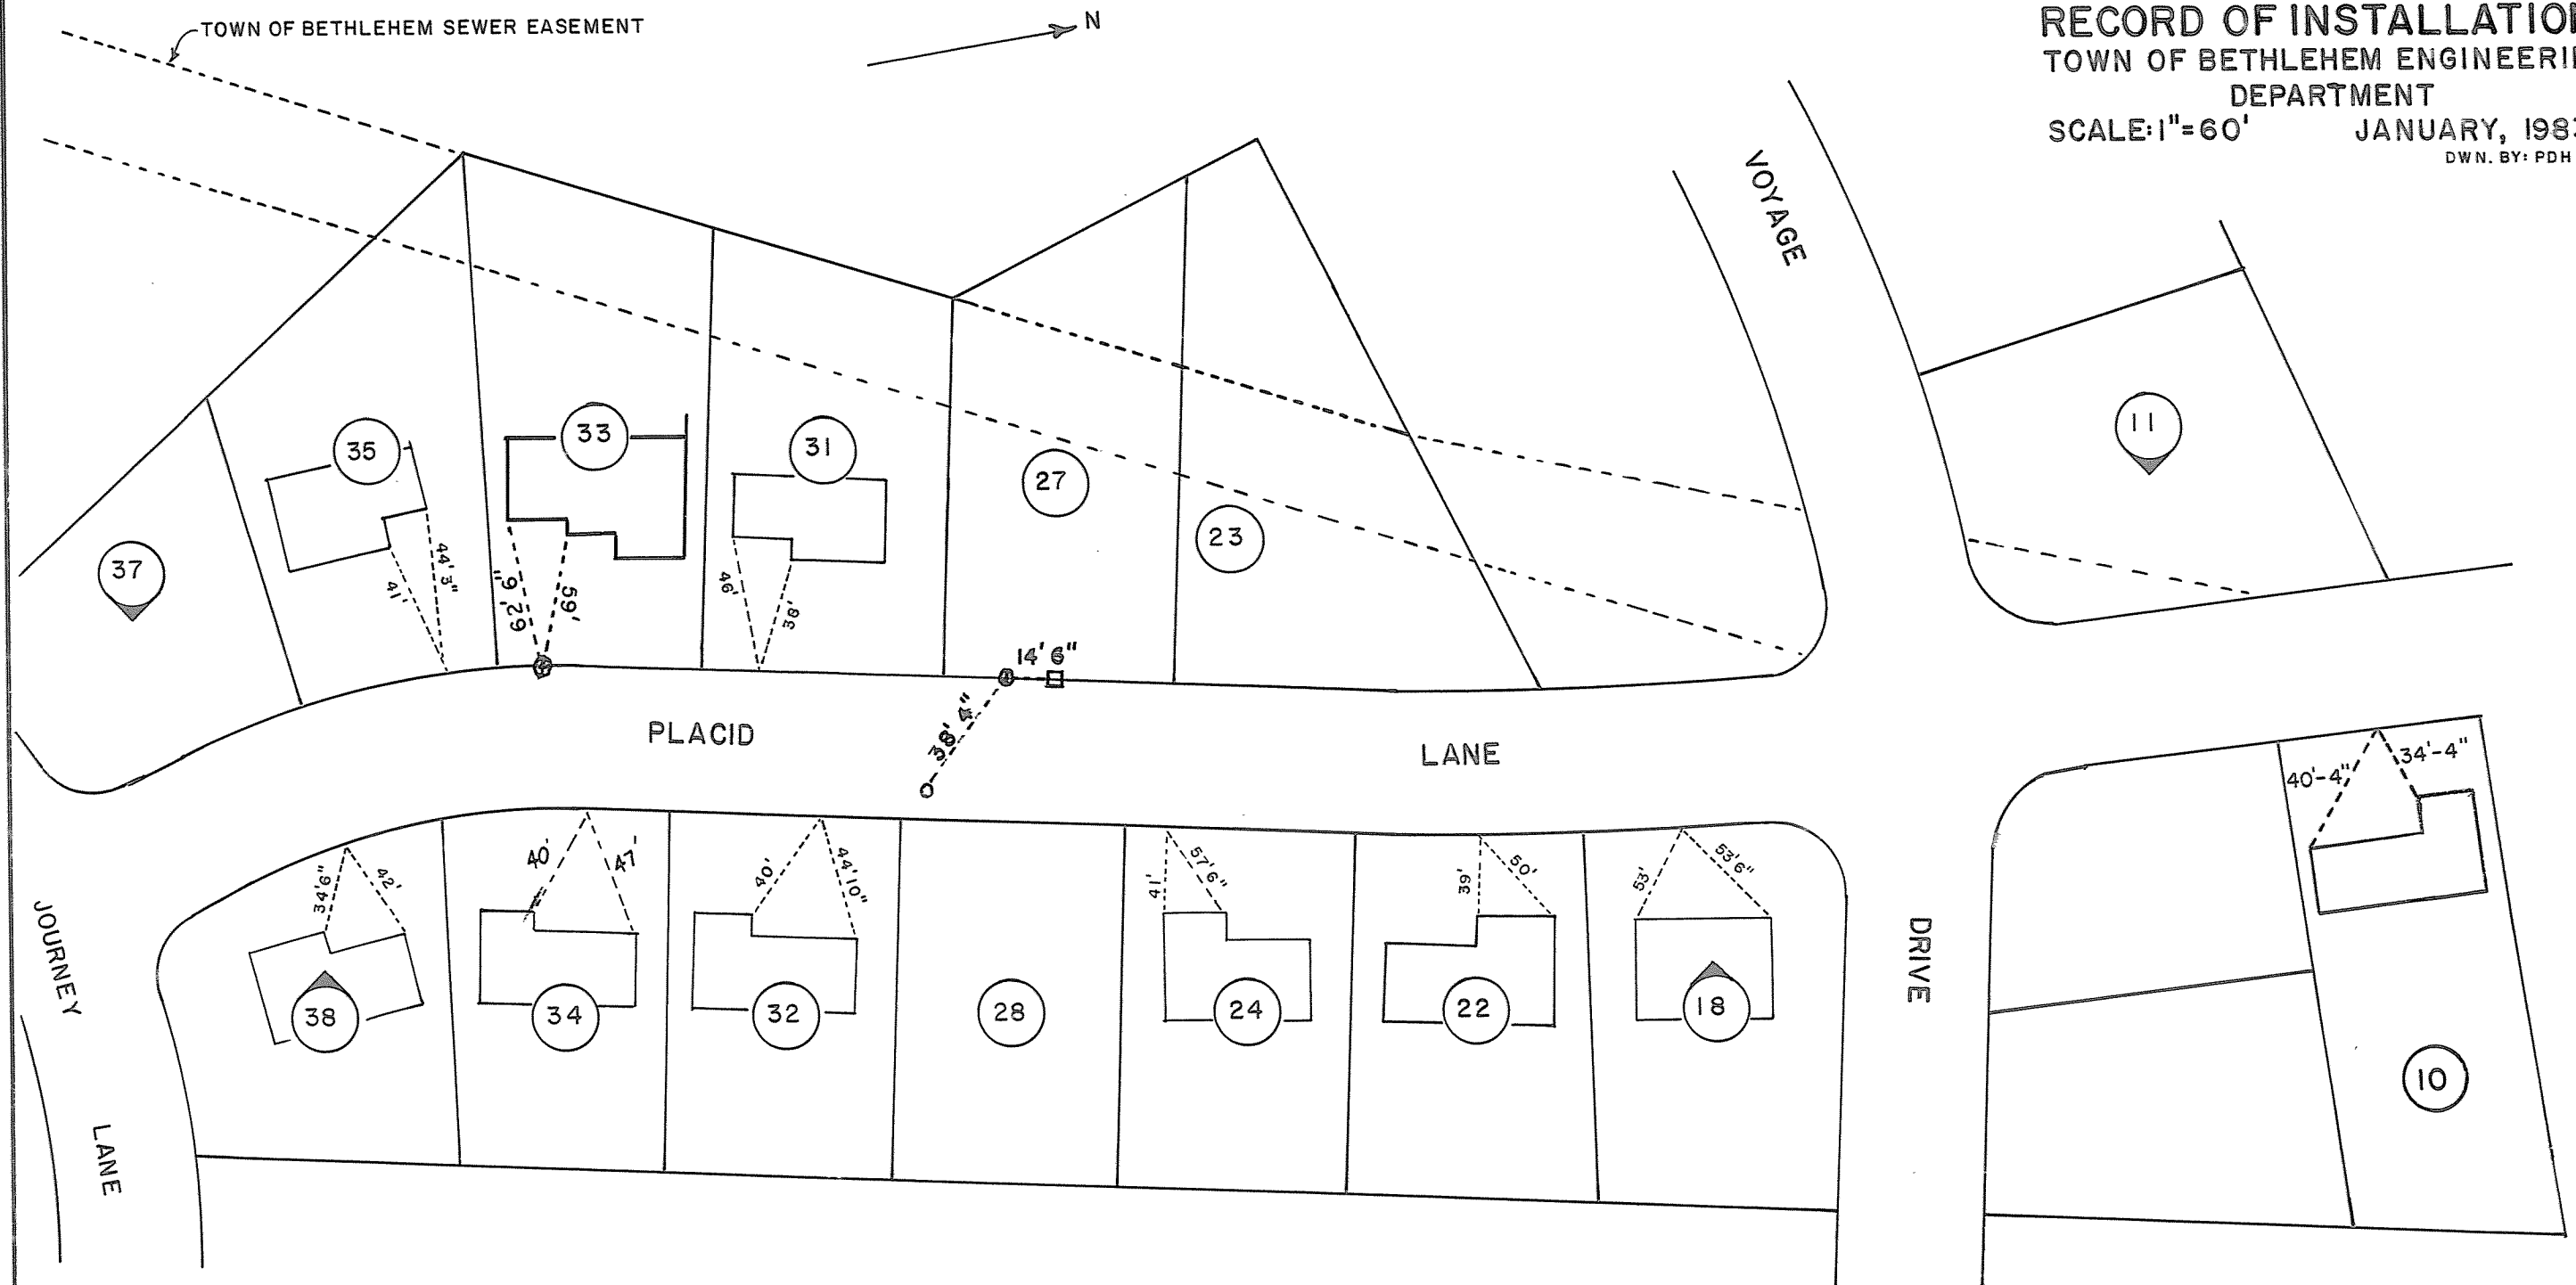 TOWN OF BETHLEHEM SEWER EASEMENT
N
RECORD OF INSTALLATION
TOWN OF BETHLEHEM ENGINEERI
DEPARTMENT
SCALE: 1"=60' JANUARY, 198
DWN. BY: PDH
VOYAGE
DRIVE
11
37
35
41'
44' 3"
33
62' 9"
59'
31
46'
38'
27
23
14' 6"
38' 4"
PLACID
LANE
40'-4"
34'-4"
10
34'6"
42'
38
40'
47'
34
40'
44'10"
32
28
41'
57'6"
24
39'
50'
22
53'
53'6"
18
JOURNEY
LANE